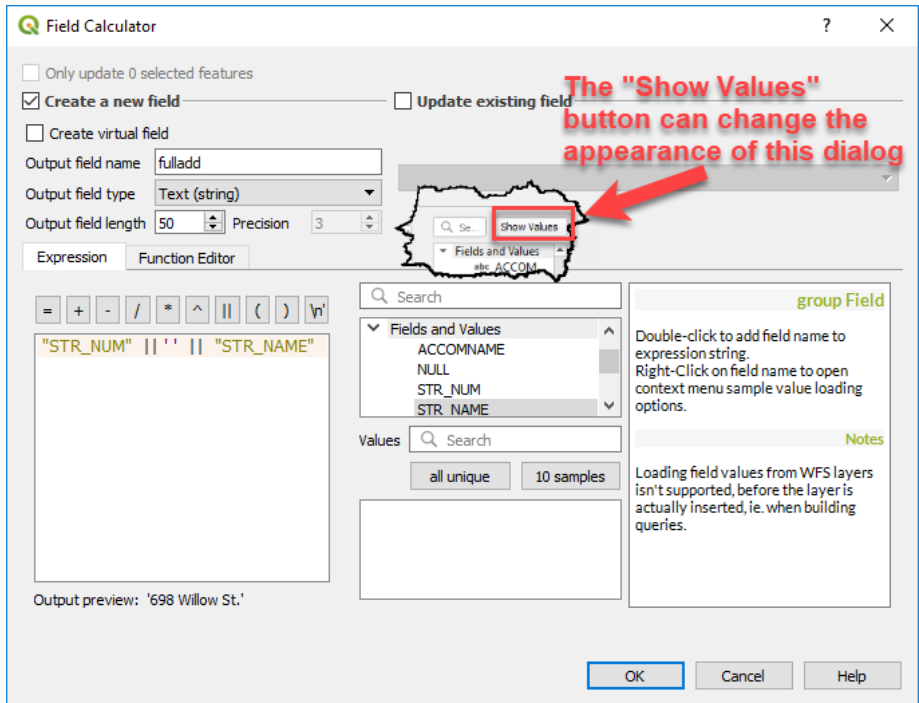 Field Calculator
? ×
Only update 0 selected features
Create a new field
Update existing field
The "Show Values"
button can change the
appearance of this dialog
Create virtual field
Output field name fulladd
Output field type Text (string)
Output field length 50 Precision 3
Se... Show Values
Fields and Values
abc ACCOM
Expression Function Editor
= + - / * ^ || ( ) '\n'
"STR_NUM" || ' ' || "STR_NAME"
Output preview: '698 Willow St.'
Search
Fields and Values
ACCOMNAME
NULL
STR_NUM
STR_NAME
Values Search
all unique 10 samples
group Field
Double-click to add field name to
expression string.
Right-Click on field name to open
context menu sample value loading
options.
Notes
Loading field values from WFS layers
isn't supported, before the layer is
actually inserted, ie. when building
queries.
OK Cancel Help